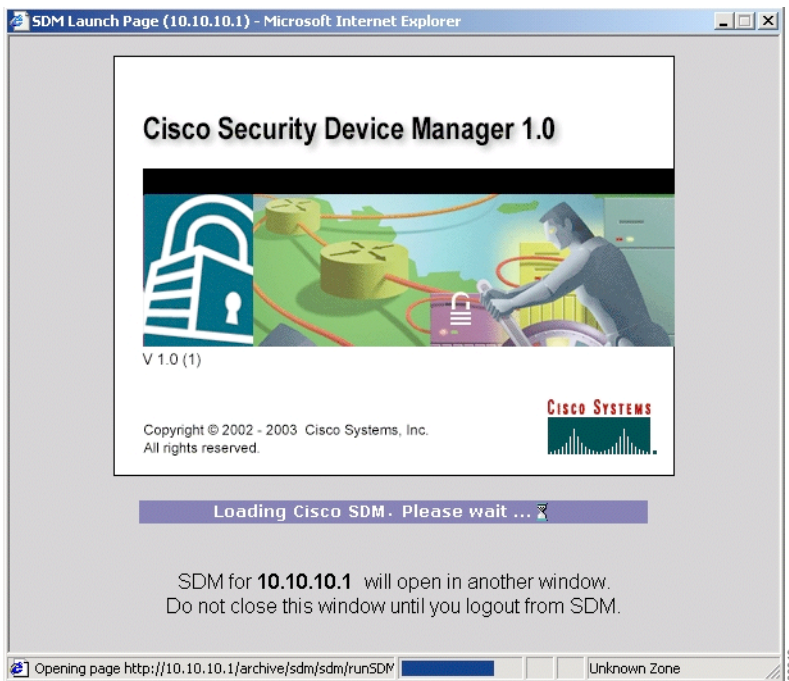 SDM Launch Page (10.10.10.1) - Microsoft Internet Explorer
Cisco Security Device Manager 1.0
V 1.0 (1)
Copyright © 2002 - 2003 Cisco Systems, Inc.
All rights reserved.
CISCO SYSTEMS
Loading Cisco SDM. Please wait ...
SDM for 10.10.10.1 will open in another window.
Do not close this window until you logout from SDM.
Opening page http://10.10.10.1/archive/sdm/sdm/runSDM
Unknown Zone